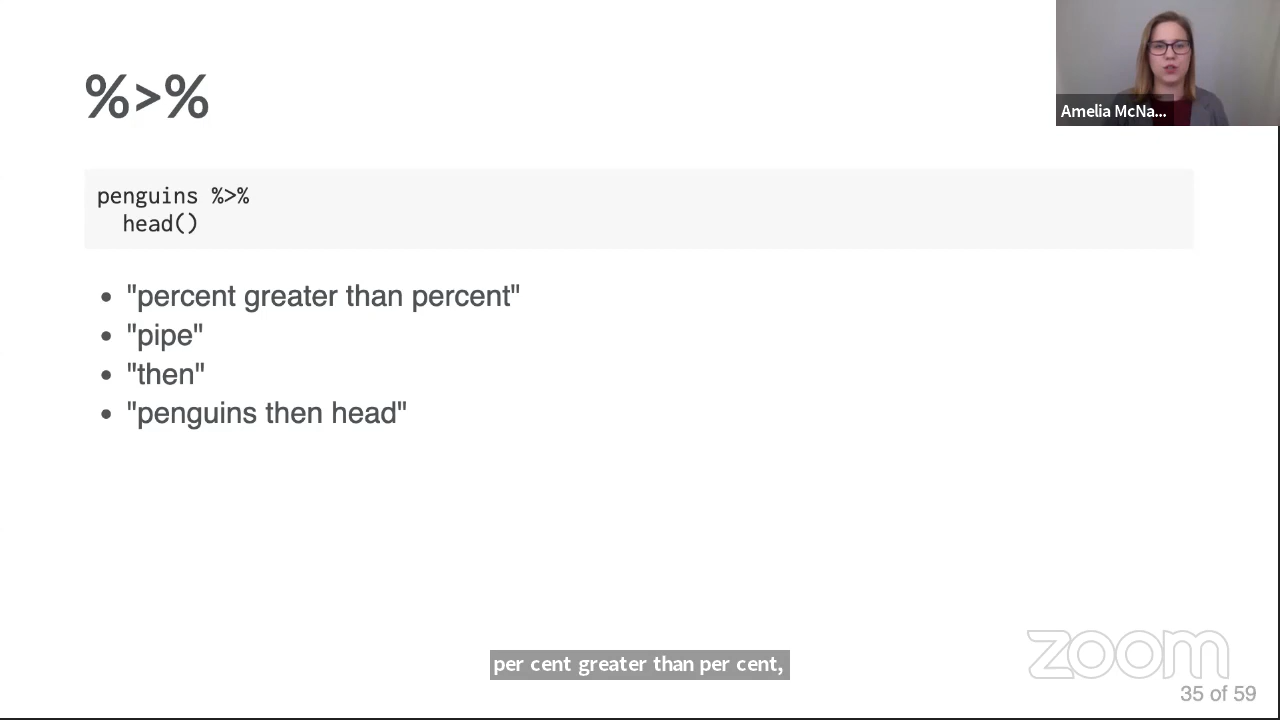 %>%
Amelia McNa...
penguins %>%
head()
• "percent greater than percent"
• "pipe"
• "then"
• "penguins then head"
per cent greater than per cent,
zoom
35 of 59